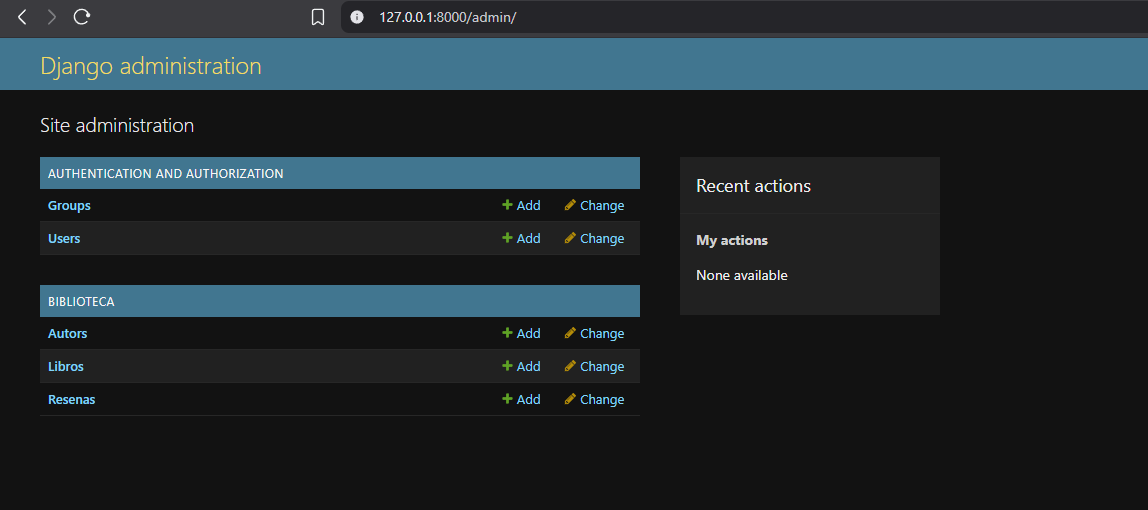 127.0.0.1:8000/admin/
Django administration
Site administration
AUTHENTICATION AND AUTHORIZATION
Groups Add Change
Users Add Change
BIBLIOTECA
Autors Add Change
Libros Add Change
Resenas Add Change
Recent actions
My actions
None available